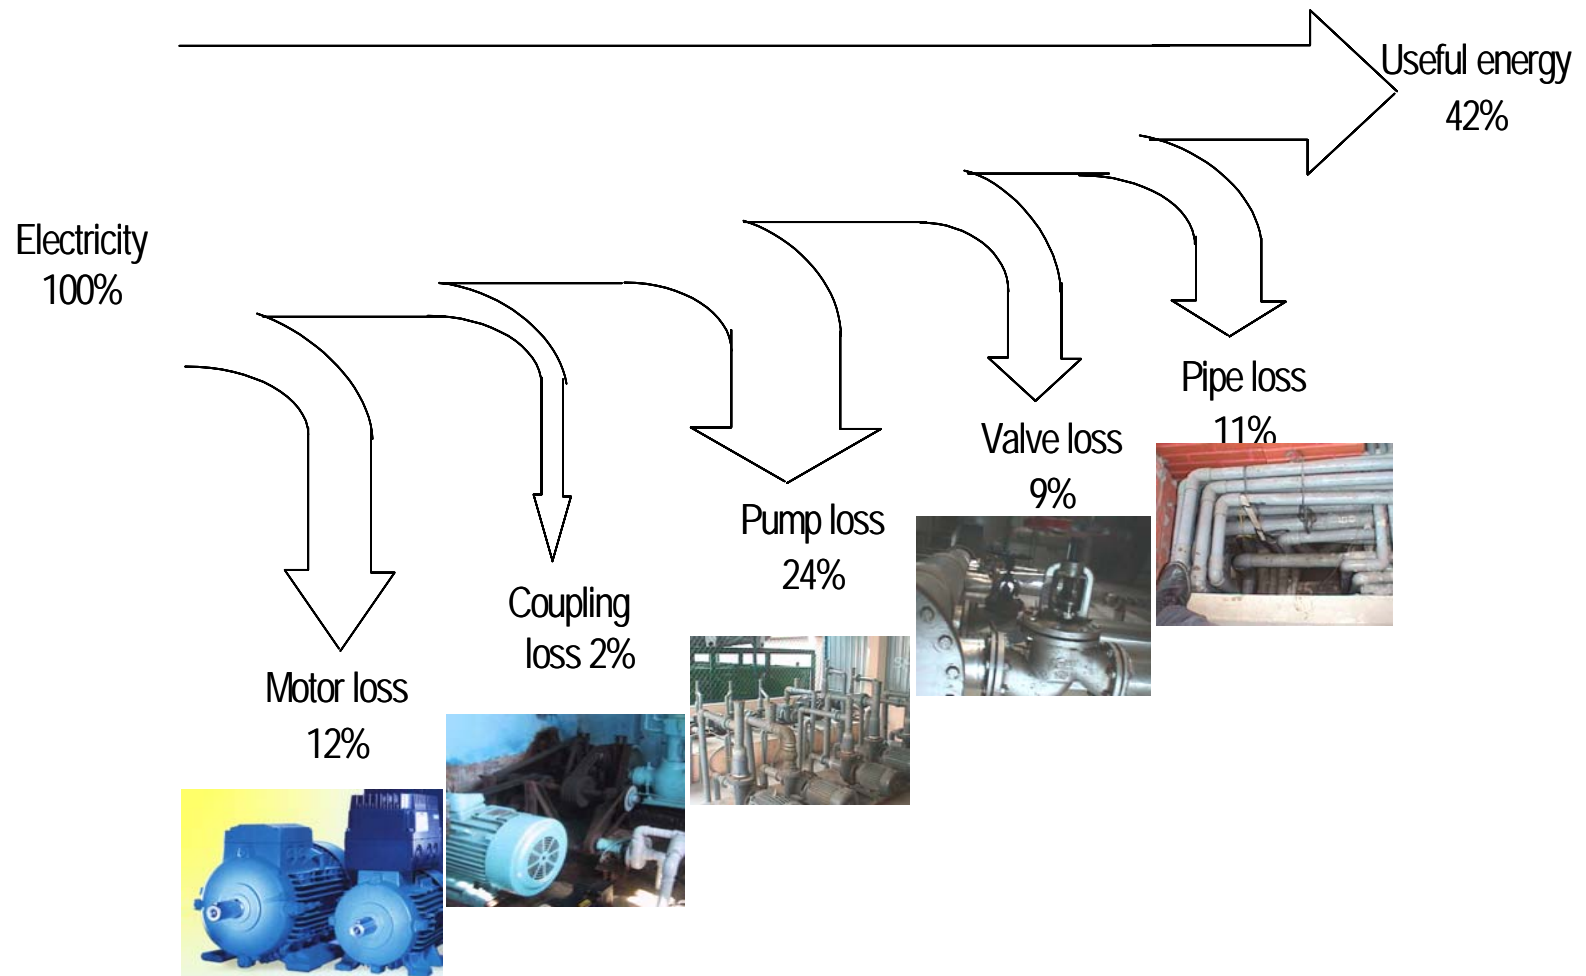 Useful energy
42%
Electricity
100%
Pipe loss
11%
Valve loss
9%
Pump loss
24%
Coupling
loss 2%
Motor loss
12%